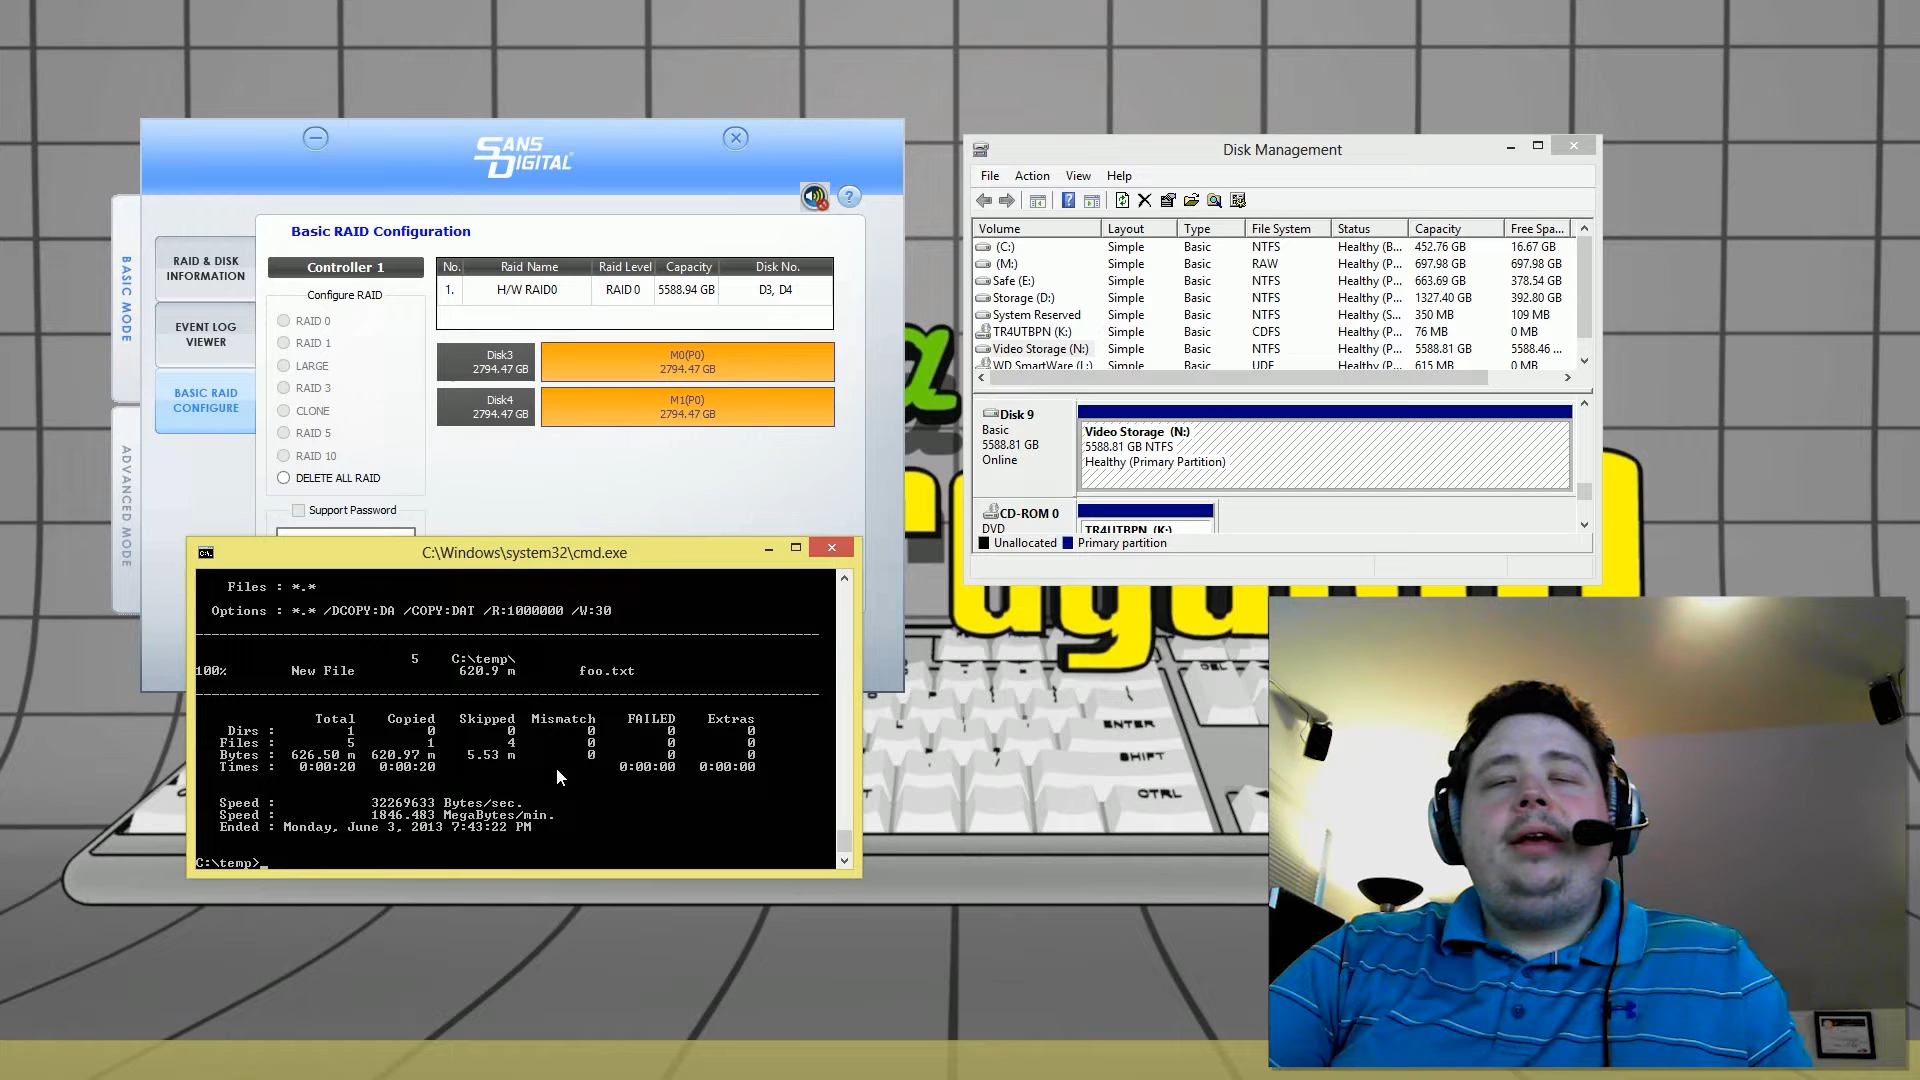 SANS
DIGITAL
BASIC MODE
ADVANCED MODE
RAID & DISK
INFORMATION
EVENT LOG
VIEWER
BASIC RAID
CONFIGURE
?
Basic RAID Configuration
Controller 1
Configure RAID
RAID 0
RAID 1
LARGE
RAID 3
CLONE
RAID 5
RAID 10
DELETE ALL RAID
Support Password
No. Raid Name Raid Level Capacity Disk No.
1. H/W RAID0 RAID 0 5588.94 GB D3, D4
Disk3 M0(P0)
2794.47 GB 2794.47 GB
Disk4 M1(P0)
2794.47 GB 2794.47 GB
Disk Management
File Action View Help
Volume Layout Type File System Status Capacity Free Spa...
(C:) Simple Basic NTFS Healthy (B... 452.76 GB 16.67 GB
(M:) Simple Basic RAW Healthy (P... 697.98 GB 697.98 GB
Safe (E:) Simple Basic NTFS Healthy (P... 663.69 GB 378.54 GB
Storage (D:) Simple Basic NTFS Healthy (P... 1327.40 GB 392.80 GB
System Reserved Simple Basic NTFS Healthy (S... 350 MB 109 MB
TR4UTBPN (K:) Simple Basic CDFS Healthy (P... 76 MB 0 MB
Video Storage (N:) Simple Basic NTFS Healthy (P... 5588.81 GB 5588.46 ...
WD SmartWare (L:) Simple Basic UDF Healthy (P... 615 MB 0 MB
Disk 9
Basic
5588.81 GB
Online
Video Storage (N:)
5588.81 GB NTFS
Healthy (Primary Partition)
CD-ROM 0
DVD
TR4UTBPN (K:)
Unallocated Primary partition
C:\Windows\system32\cmd.exe
Files : *.*
Options : *.* /DCOPY:DA /COPY:DAT /R:1000000 /W:30
5 C:\temp\
100% New File 620.9 m foo.txt
Total Copied Skipped Mismatch FAILED Extras
Dirs : 1 0 0 0 0 0
Files : 5 1 4 0 0 0
Bytes : 626.50 m 620.97 m 5.53 m 0 0 0
Times : 0:00:20 0:00:20 0:00:00 0:00:00
Speed : 32269633 Bytes/sec.
Speed : 1846.483 MegaBytes/min.
Ended : Monday, June 3, 2013 7:43:22 PM
C:\temp>_
DEL
ENTER
SHIFT
CTRL